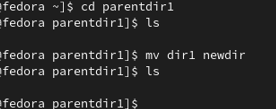 @fedora ~]$ cd parentdir1
@fedora parentdir1]$ ls
@fedora parentdir1]$ mv dir1 newdir
@fedora parentdir1]$ ls
@fedora parentdir1]$